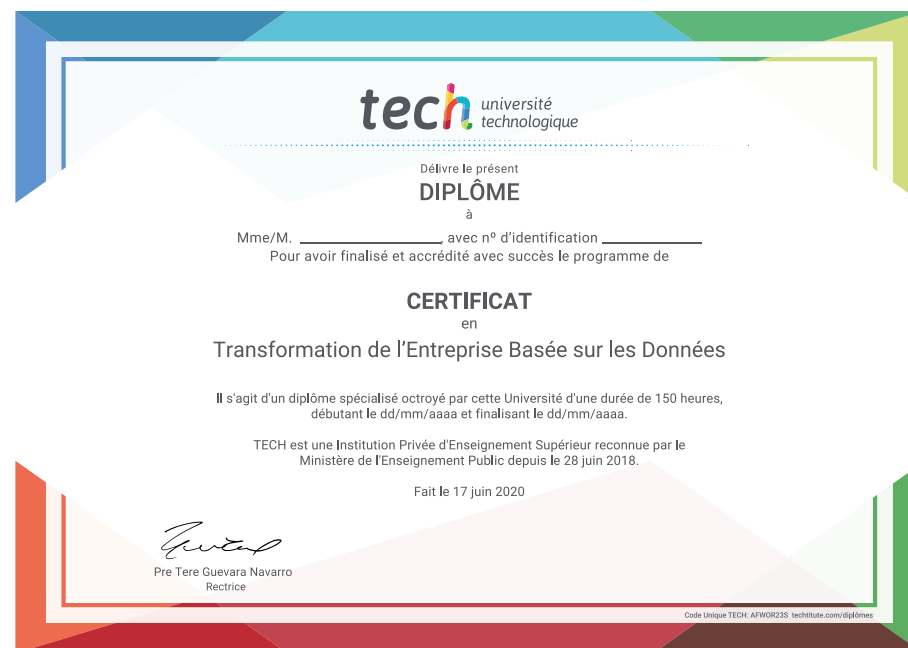 tech université
technologique
Délivre le présent
DIPLÔME
à
Mme/M. ____________________, avec nº d'identification ______________
Pour avoir finalisé et accrédité avec succès le programme de
CERTIFICAT
en
Transformation de l'Entreprise Basée sur les Données
Il s'agit d'un diplôme spécialisé octroyé par cette Université d'une durée de 150 heures,
débutant le dd/mm/aaaa et finalisant le dd/mm/aaaa.
TECH est une Institution Privée d'Enseignement Supérieur reconnue par le
Ministère de l'Enseignement Public depuis le 28 juin 2018.
Fait le 17 juin 2020
Pre Tere Guevara Navarro
Rectrice
Code Unique TECH: AFWOR23S techtitute.com/diplômes